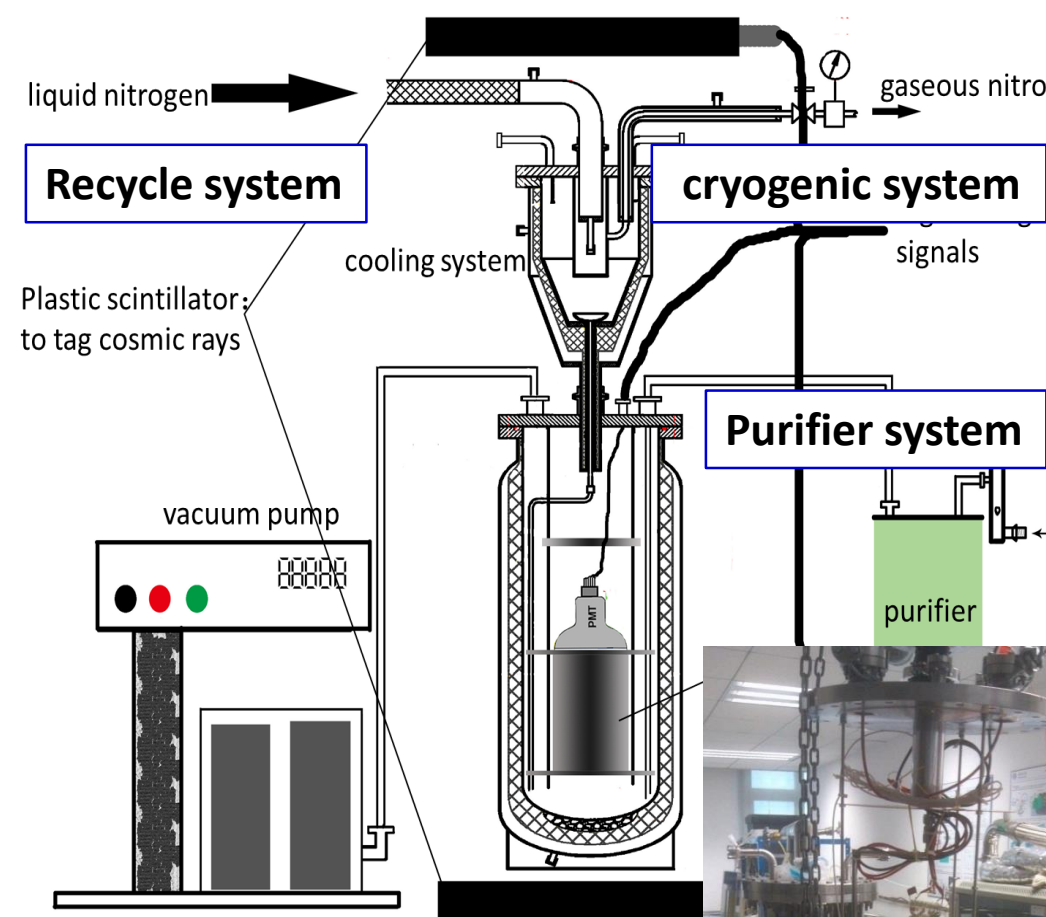 liquid nitrogen
gaseous nitro
Recycle system
cryogenic system
cooling system
signals
Plastic scintillator:
to tag cosmic rays
Purifier system
vacuum pump
PMT
purifier